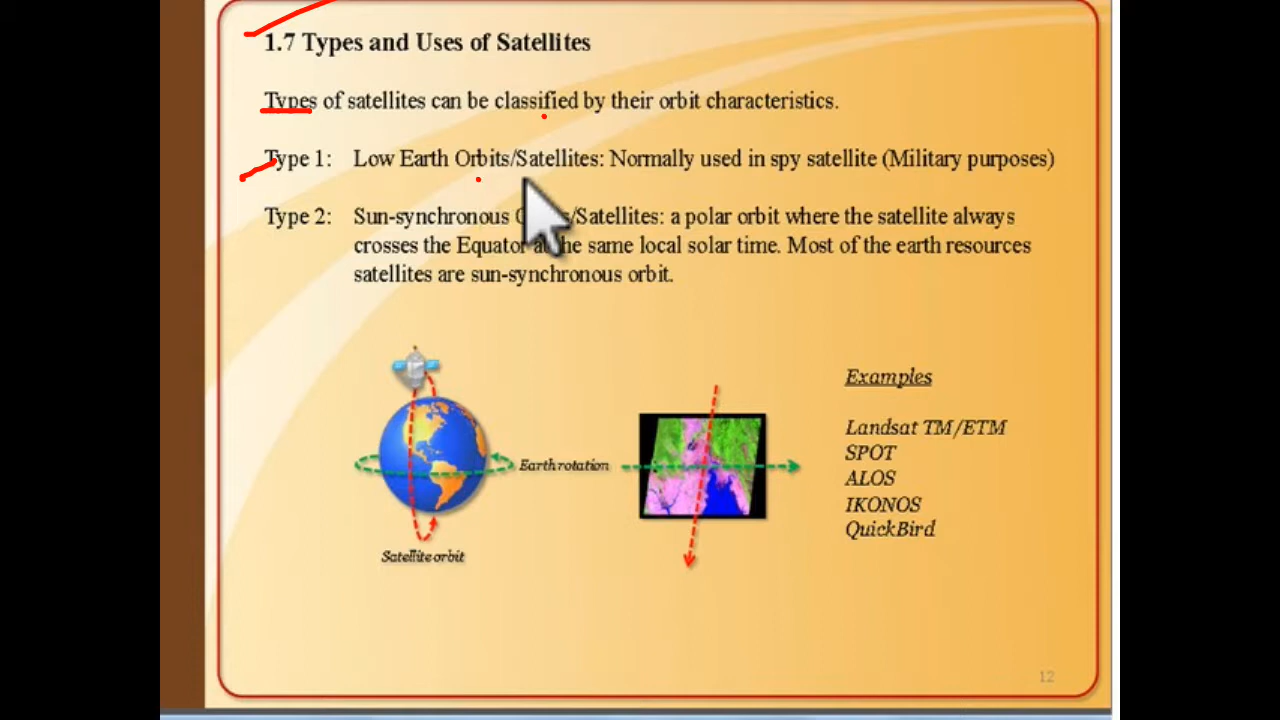 1.7 Types and Uses of Satellites
Types of satellites can be classified by their orbit characteristics.
Type 1: Low Earth Orbits/Satellites: Normally used in spy satellite (Military purposes)
Type 2: Sun-synchronous /Satellites: a polar orbit where the satellite always
crosses the Equator the same local solar time. Most of the earth resources
satellites are sun-synchronous orbit.
Examples
Landsat TM/ETM
SPOT
Earth rotation
ALOS
IKONOS
QuickBird
Satellite orbit
12